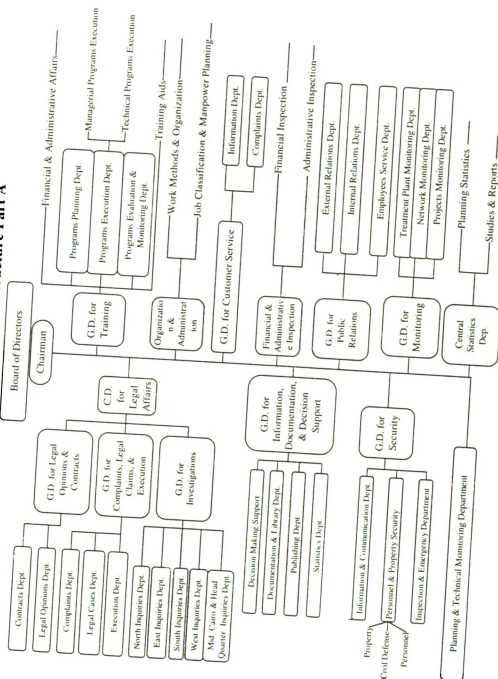 Board of Directors
Chairman
C.D.
for
Legal
Affairs
G.D. for Legal
Opinions &
Contracts
Contracts Dept.
Legal Opinions Dept.
G.D. for
Complaints, Legal
Claims, &
Execution
Complaints Dept.
Legal Cases Dept.
Execution Dept.
G.D. for
Investigations
North Inquiries Dept.
East Inquiries Dept.
South Inquiries Dept.
West Inquiries Dept.
Mid Cairo & Head
Quarter Inquiries Dept.
G.D. for
Information,
Documentation,
& Decision
Support
Decision Making Support
Documentation & Library Dept.
Publishing Dept.
Statistics Dept
G.D. for
Security
Information & Communication Dept.
Personnel & Property Security
Inspection & Emergency Department
Property
Civil Defense
Personnel
Planning & Technical Monitoring Department
G.D. for
Training
Financial & Administrative Affairs
Programs Planning Dept.
Programs Execution Dept.
Programs Evaluation &
Monitoring Dept.
Managerial Programs Execution
Technical Programs Execution
Training Aids
Organizatio
n &
Administrat
ion
Work Methods & Organization
Job Classification & Manpower Planning
G.D. for Customer Service
Information Dept.
Complaints Dept.
Financial &
Administrativ
e Inspection
Financial Inspection
Administrative Inspection
G.D. for
Public
Relations
External Relations Dept.
Internal Relations Dept.
Employees Service Dept.
G.D. for
Monitoring
Treatment Plant Monitoring Dept.
Network Monitoring Dept.
Projects Monitoring Dept.
Central
Statistics
Dep.
Planning Statistics
Studies & Reports